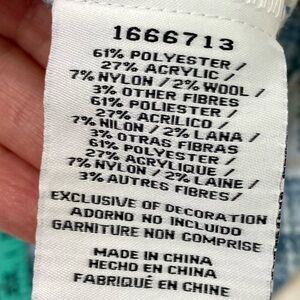 1666713
61% POLYESTER /
27% ACRYLIC /
7% NYLON / 2% WOOL /
3% OTHER FIBRES
61% POLIESTER /
27% ACRILICO /
7% NILON / 2% LANA /
3% OTRAS FIBRAS
61% POLYESTER /
27% ACRYLIQUE /
7% NYLON / 2% LAINE /
3% AUTRES FIBRES/
EXCLUSIVE OF DECORATION
ADORNO NO INCLUIDO
GARNITURE NON COMPRISE
MADE IN CHINA
HECHO EN CHINA
FABRIQUÉ EN CHINE